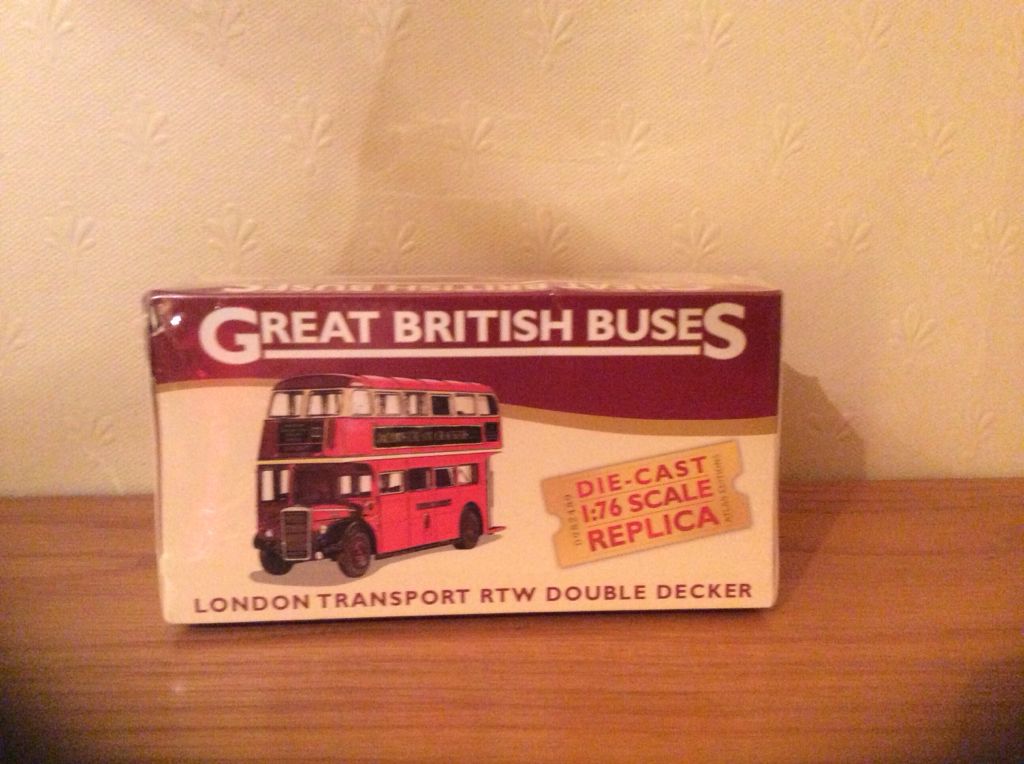 GREAT BRITISH BUSES
DIE-CAST
1:76 SCALE
REPLICA
LONDON TRANSPORT RTW DOUBLE DECKER